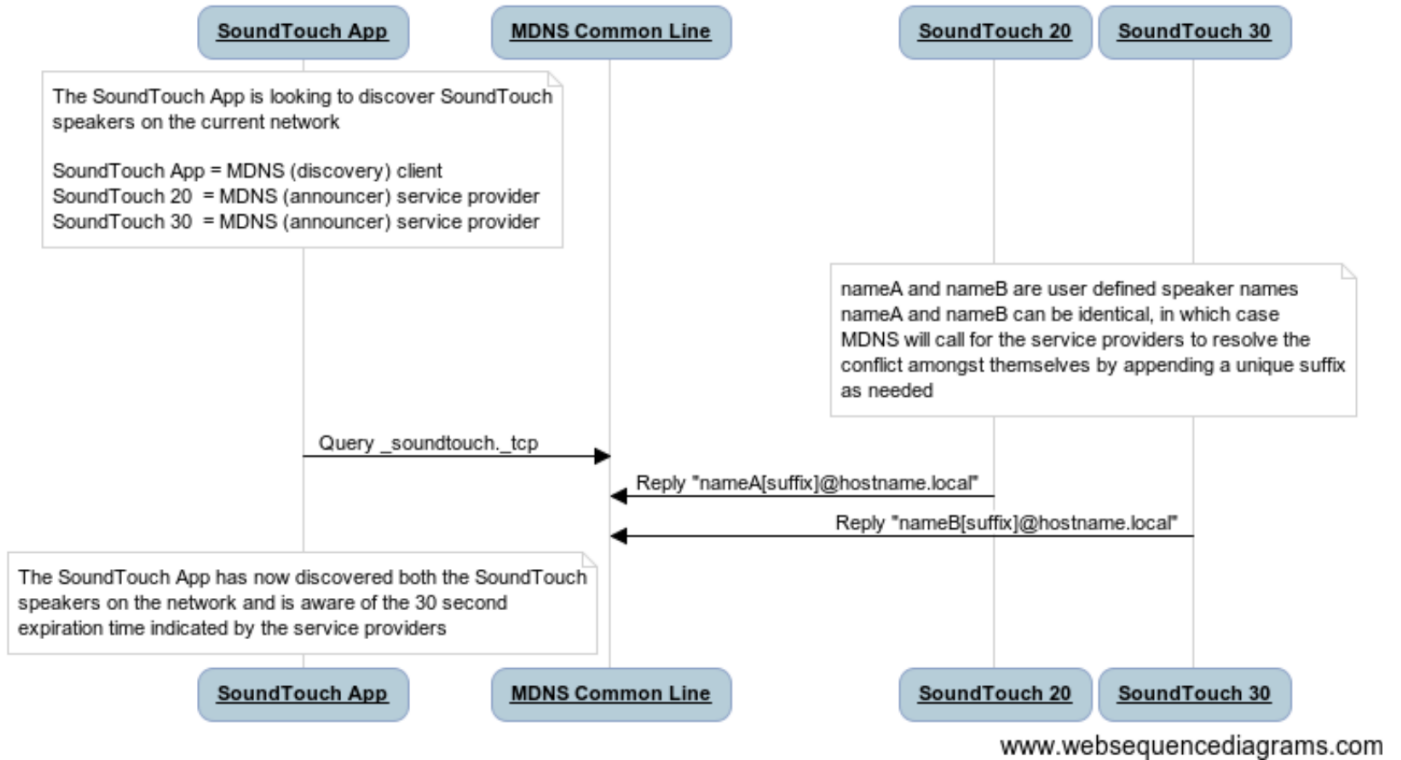 SoundTouch App
MDNS Common Line
SoundTouch 20
SoundTouch 30
The SoundTouch App is looking to discover SoundTouch
speakers on the current network
SoundTouch App = MDNS (discovery) client
SoundTouch 20  = MDNS (announcer) service provider
SoundTouch 30  = MDNS (announcer) service provider
nameA and nameB are user defined speaker names
nameA and nameB can be identical, in which case
MDNS will call for the service providers to resolve the
conflict amongst themselves by appending a unique suffix
as needed
Query _soundtouch._tcp
Reply "nameA[suffix]@hostname.local"
Reply "nameB[suffix]@hostname.local"
The SoundTouch App has now discovered both the SoundTouch
speakers on the network and is aware of the 30 second
expiration time indicated by the service providers
SoundTouch App
MDNS Common Line
SoundTouch 20
SoundTouch 30
www.websequencediagrams.com